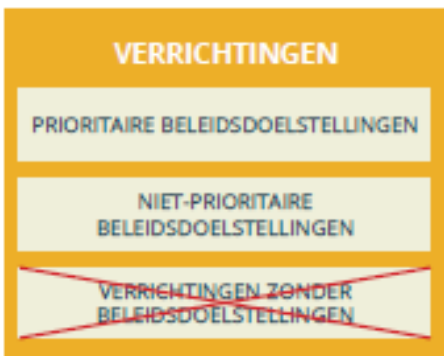 VERRICHTINGEN
PRIORITAIRE BELEIDSDOELSTELLINGEN
NIET-PRIORITAIRE
BELEIDSDOELSTELLINGEN
VERRICHTINGEN ZONDER
BELEIDSDOELSTELLINGEN